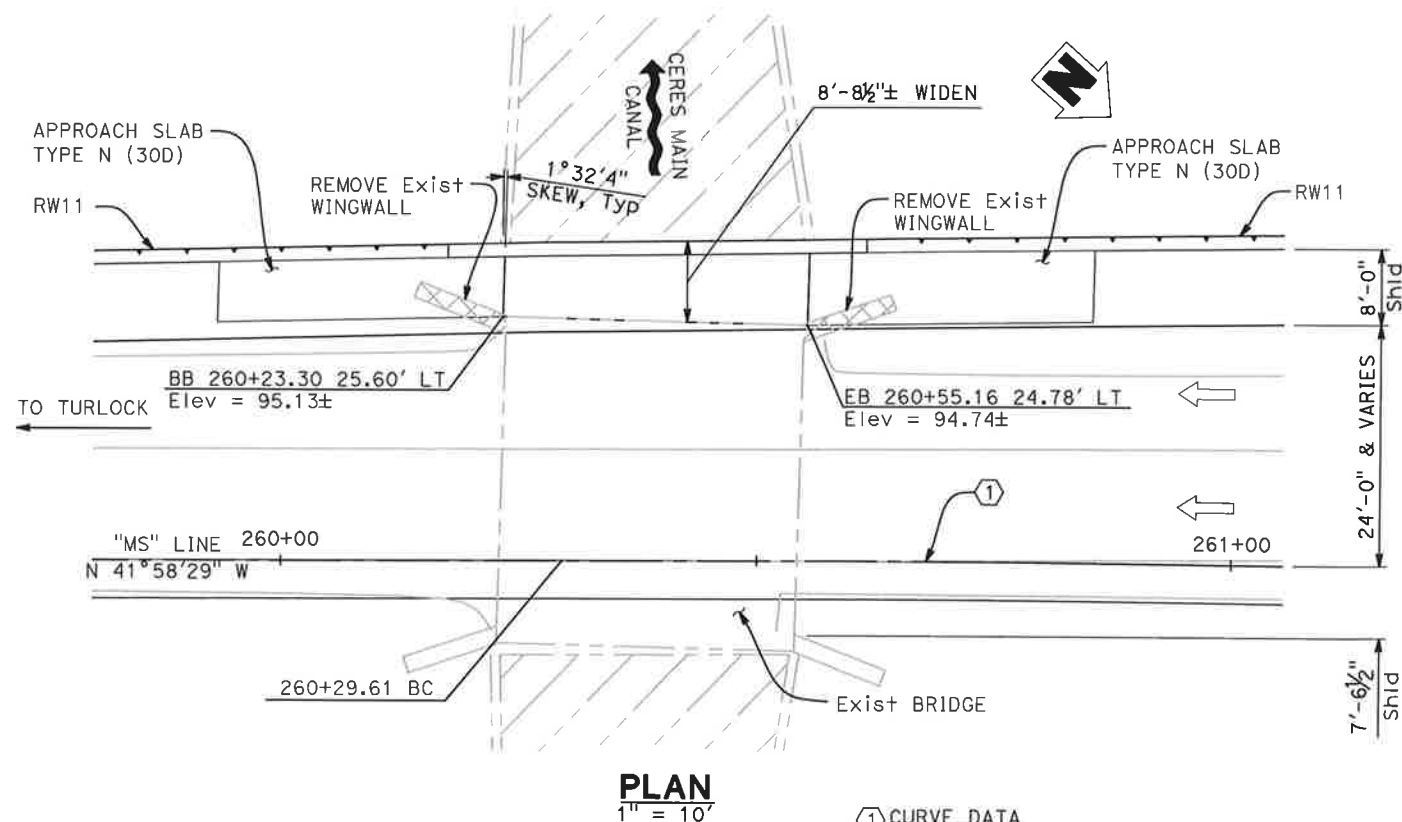 CERES MAIN
CANAL
N
8'-8½"± WIDEN
APPROACH SLAB
TYPE N (30D)
APPROACH SLAB
TYPE N (30D)
1°32'4"
SKEW, Typ
REMOVE Exist
WINGWALL
REMOVE Exist
WINGWALL
RW11
RW11
8'-0"
Shld
BB 260+23.30 25.60' LT
Elev = 95.13±
EB 260+55.16 24.78' LT
Elev = 94.74±
TO TURLOCK
24'-0" & VARIES
1
"MS" LINE
260+00
261+00
N 41°58'29" W
260+29.61 BC
Exist BRIDGE
7'-6½"
Shld
PLAN
1" = 10'
1 CURVE DATA